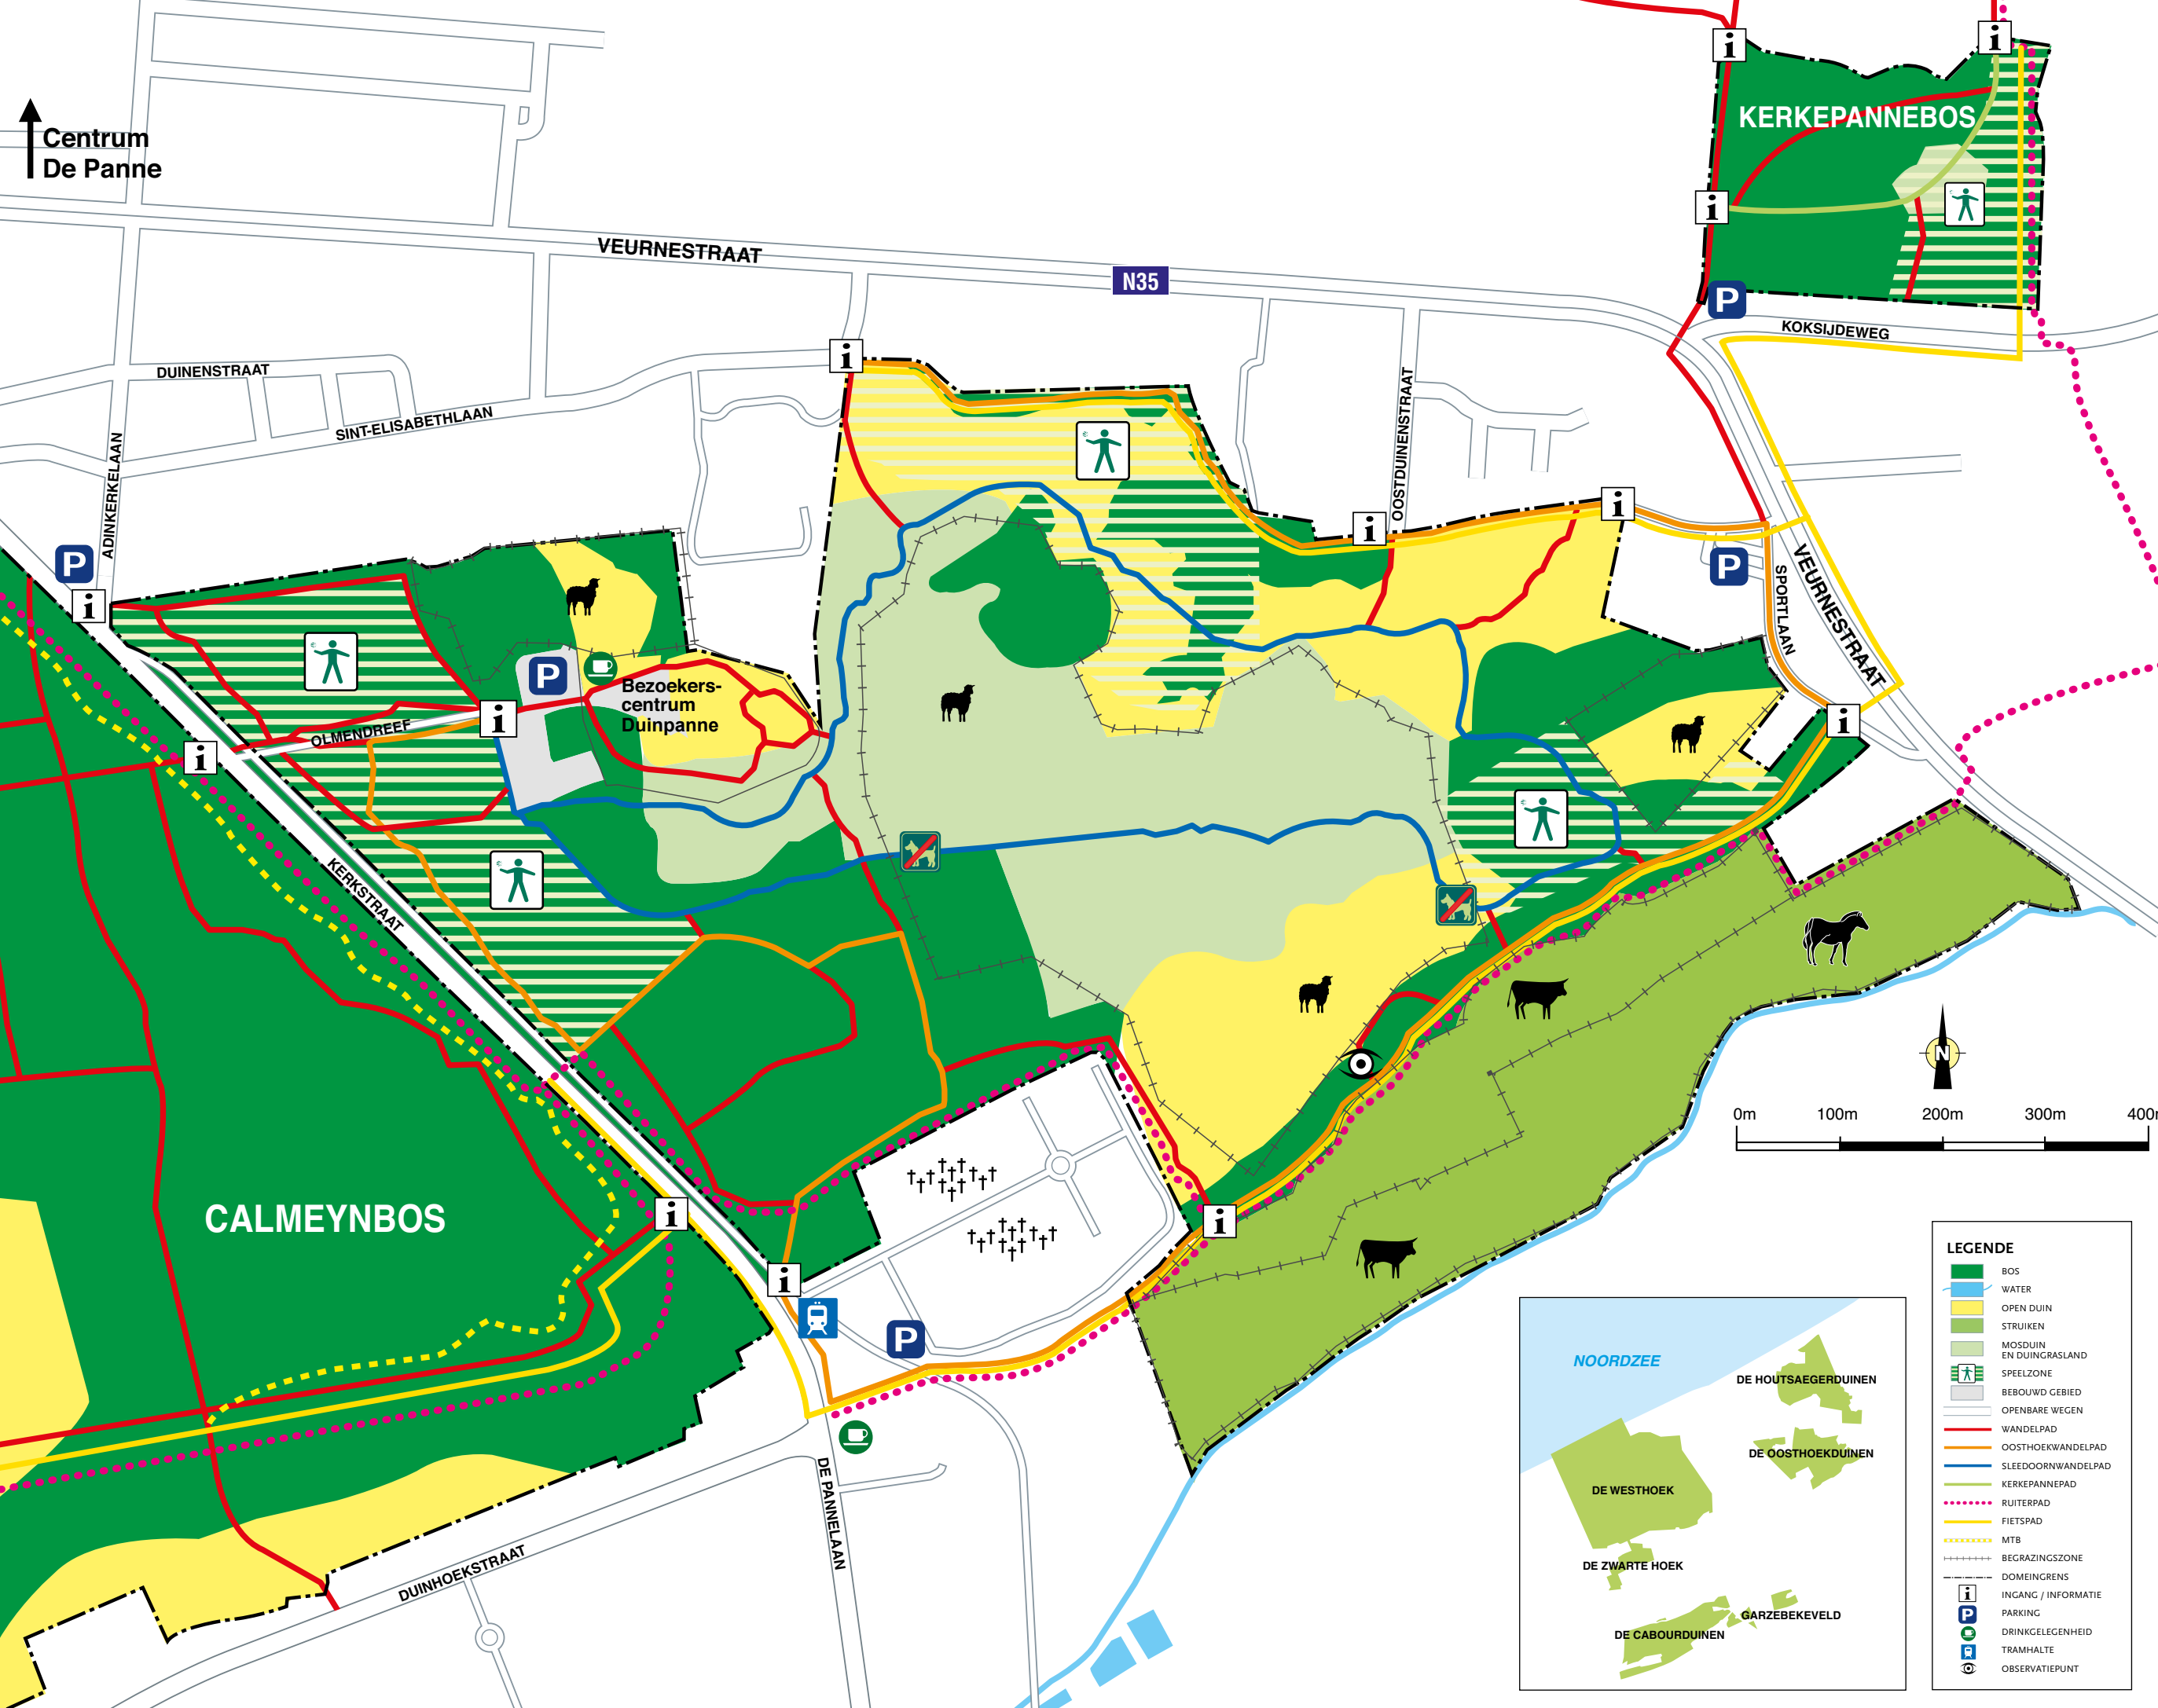 Centrum
De Panne
KERKEPANNEBOS
VEURNESTRAAT
N35
KOKSIJDEWEG
DUINENSTRAAT
SINT-ELISABETHLAAN
ADINKERKELAAN
OOSTDUINENSTRAAT
SPORTLAAN
VEURNESTRAAT
P
P
P
P
P
i
i
i
i
i
i
i
i
i
i
i
i
i
Bezoekers-
centrum
Duinpanne
OLMENDREEF
KERKSTRAAT
CALMEYNBOS
DE PANNELAAN
DUINHOEKSTRAAT
N
0m 100m 200m 300m 400m
NOORDZEE
DE HOUTSAEGERDUINEN
DE OOSTHOEKDUINEN
DE WESTHOEK
DE ZWARTE HOEK
GARZEBEKEVELD
DE CABOURDUINEN
LEGENDE
BOS
WATER
OPEN DUIN
STRUIKEN
MOSDUIN
EN DUINGRASLAND
SPEELZONE
BEBOUWD GEBIED
OPENBARE WEGEN
WANDELPAD
OOSTHOEKWANDELPAD
SLEEDOORNWANDELPAD
KERKEPANNEPAD
RUITERPAD
FIETSPAD
MTB
BEGRAZINGSZONE
DOMEINGRENS
i INGANG / INFORMATIE
P PARKING
DRINKGELEGENHEID
TRAMHALTE
OBSERVATIEPUNT